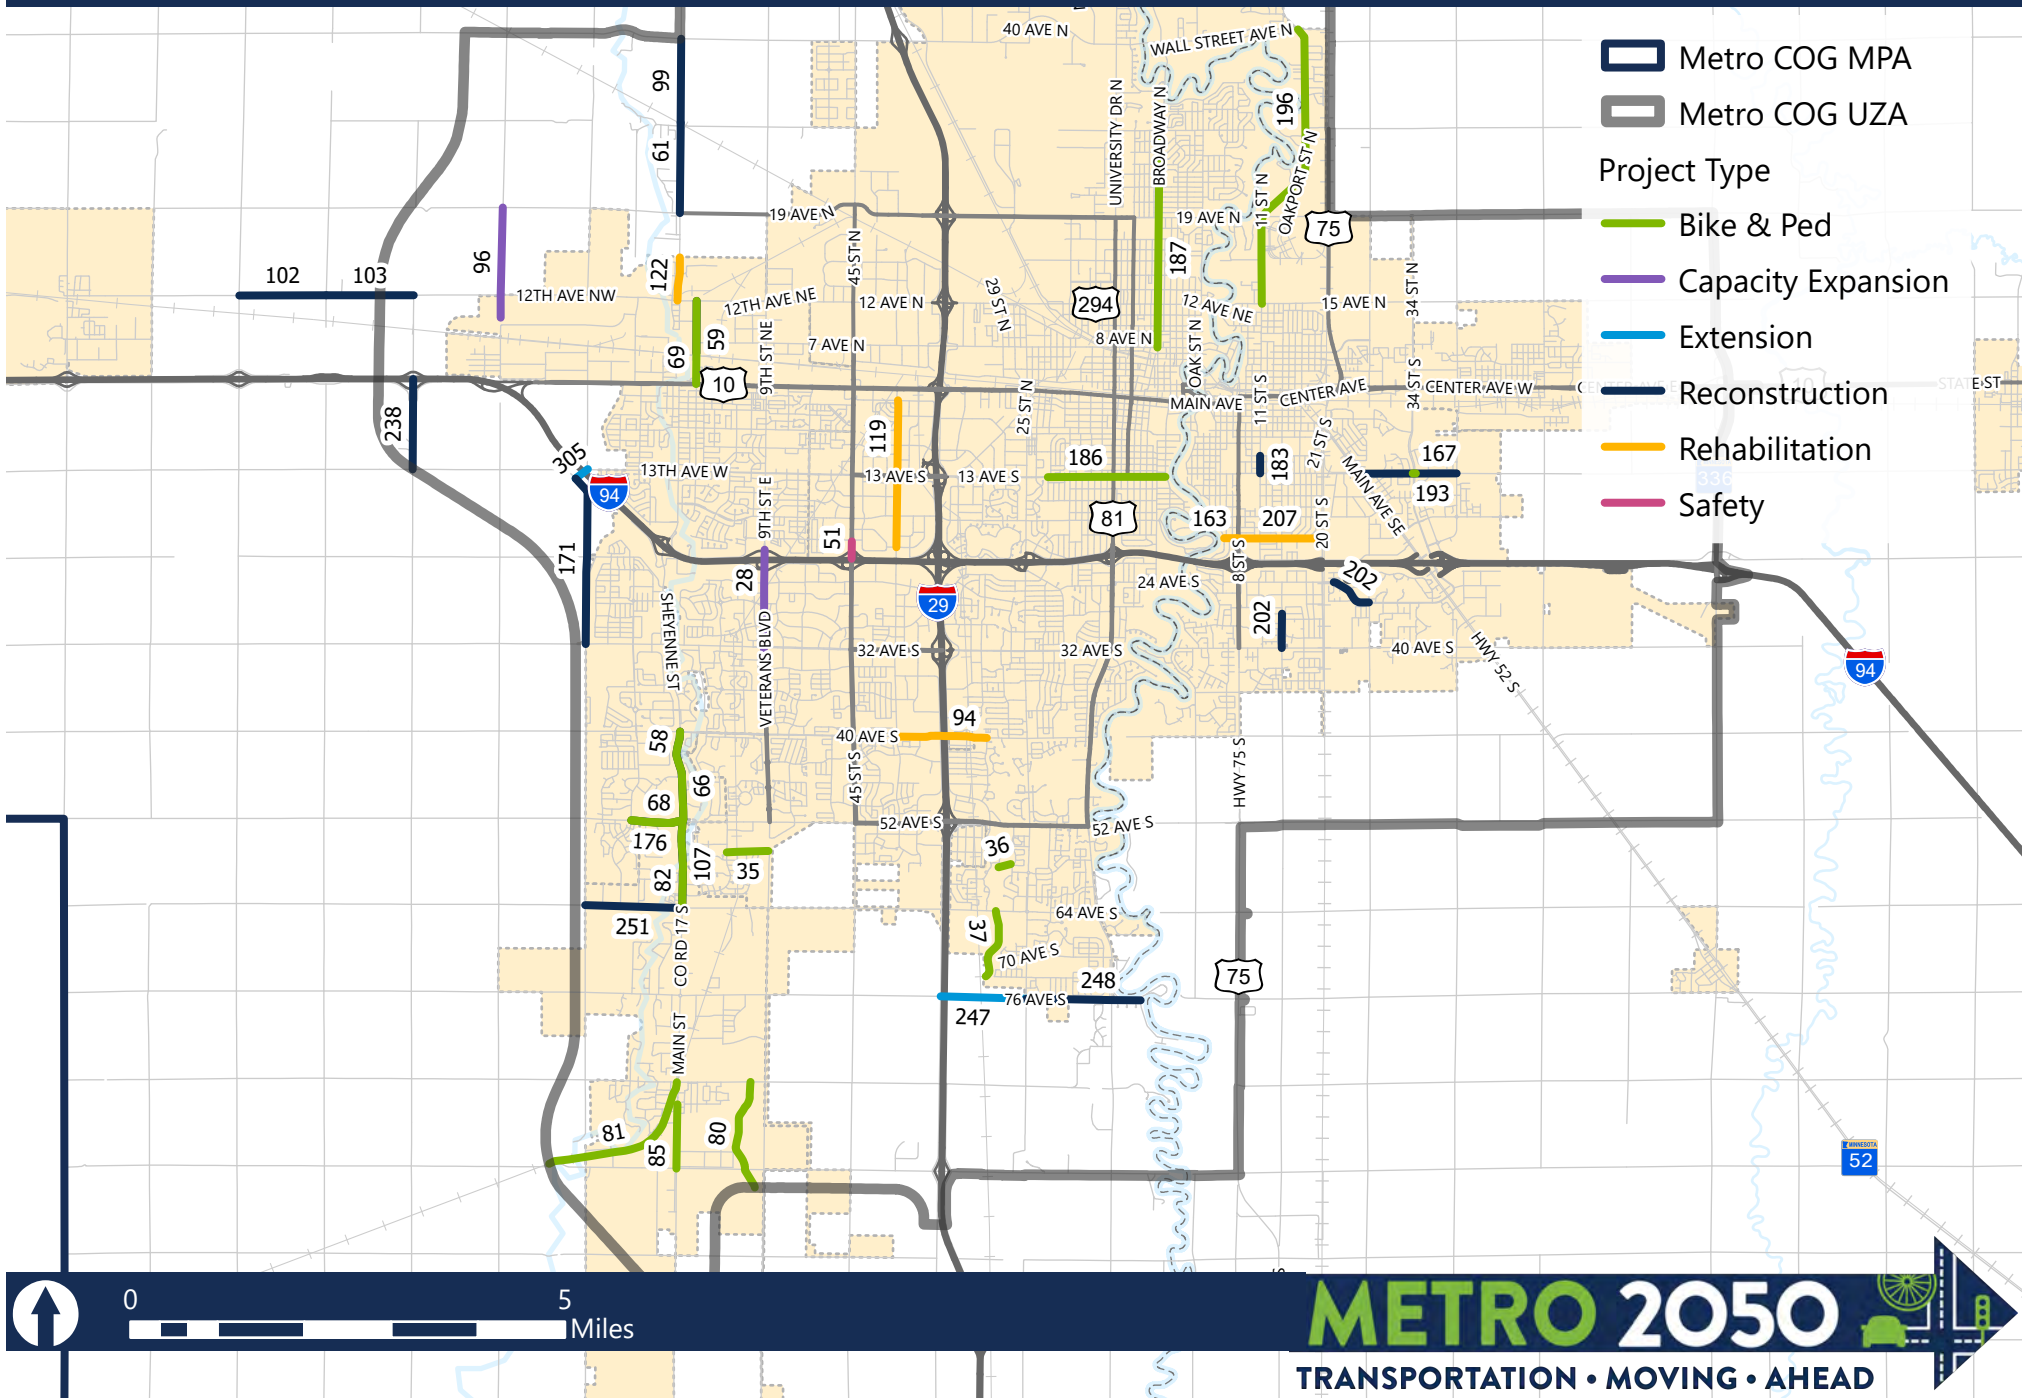 40 AVE N
WALL STREET AVE N
Metro COG MPA
Metro COG UZA
Project Type
Bike & Ped
Capacity Expansion
Extension
Reconstruction
Rehabilitation
Safety
99
61
196
UNIVERSITY DR N
BROADWAY N
OAKPORT ST N
11 ST N
19 AVE N
19 AVE N
75
45 ST N
96
102
103
122
187
12TH AVE NW
12TH AVE NE
12 AVE N
29 ST N
294
12 AVE NE
15 AVE N
34 ST N
59
69
9TH ST NE
7 AVE N
8 AVE N
OAK ST N
10
MAIN AVE
CENTER AVE
CENTER AVE W
CENTER AVE E
10
STATE ST
34 ST S
11 ST S
25 ST N
238
119
21 ST S
305
13TH AVE W
13 AVE S
13 AVE S
186
183
167
193
MAIN AVE SE
336
94
9TH ST E
81
163
207
20 ST S
51
171
28
8 ST S
24 AVE S
202
29
202
SHEYENNE ST
VETERANS BLVD
32 AVE S
32 AVE S
40 AVE S
HWY 52 S
94
58
94
40 AVE S
45 ST S
HWY 75 S
66
68
52 AVE S
52 AVE S
176
107
35
36
82
251
64 AVE S
37
CO RD 17 S
70 AVE S
248
75
76 AVE S
247
MAIN ST
81
85
80
MINNESOTA
52
0
5
Miles
METRO 2050
TRANSPORTATION • MOVING • AHEAD